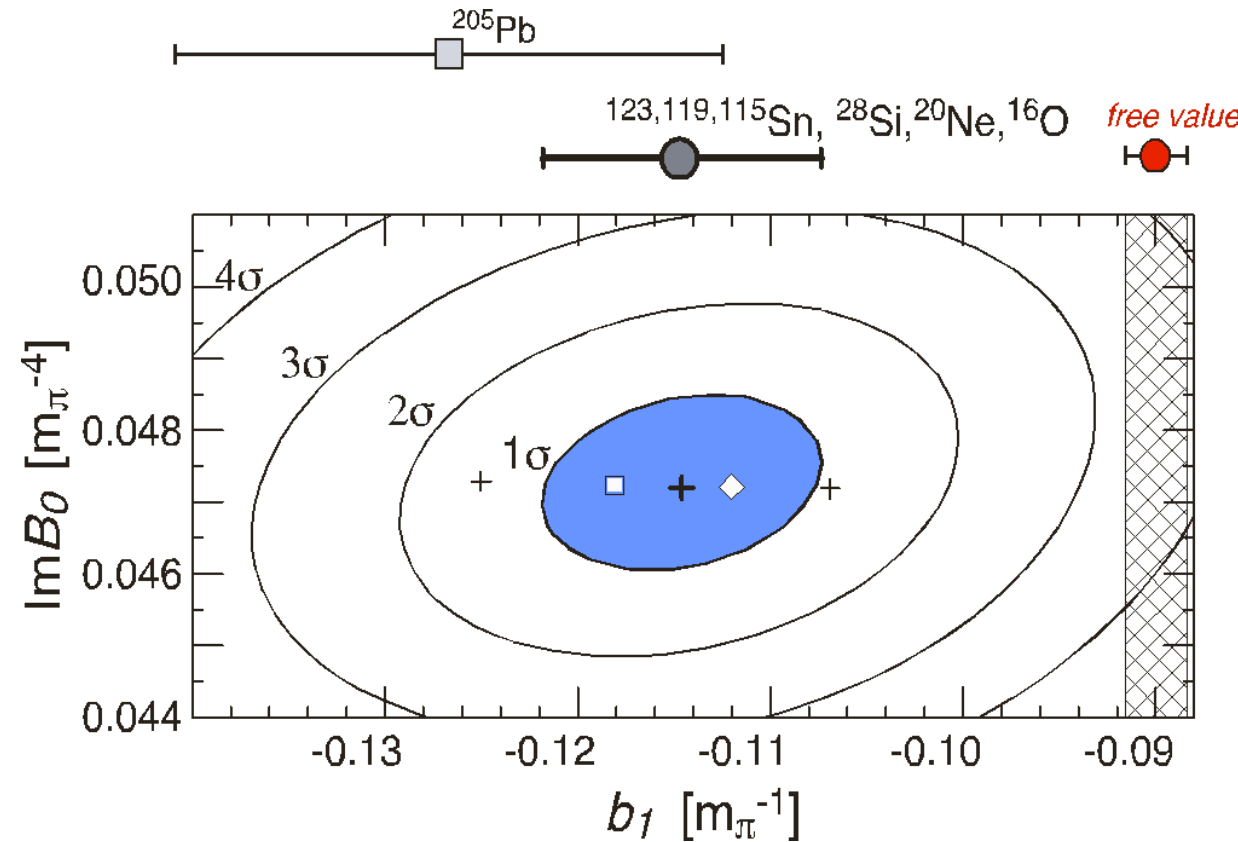 ²⁰⁵Pb
¹²³,¹¹⁹,¹¹⁵Sn, ²⁸Si,²⁰Ne,¹⁶O
free value
4σ
3σ
2σ
1σ
0.050
0.048
0.046
0.044
ImB₀ [mπ⁻⁴]
-0.13 -0.12 -0.11 -0.10 -0.09
b₁ [mπ⁻¹]